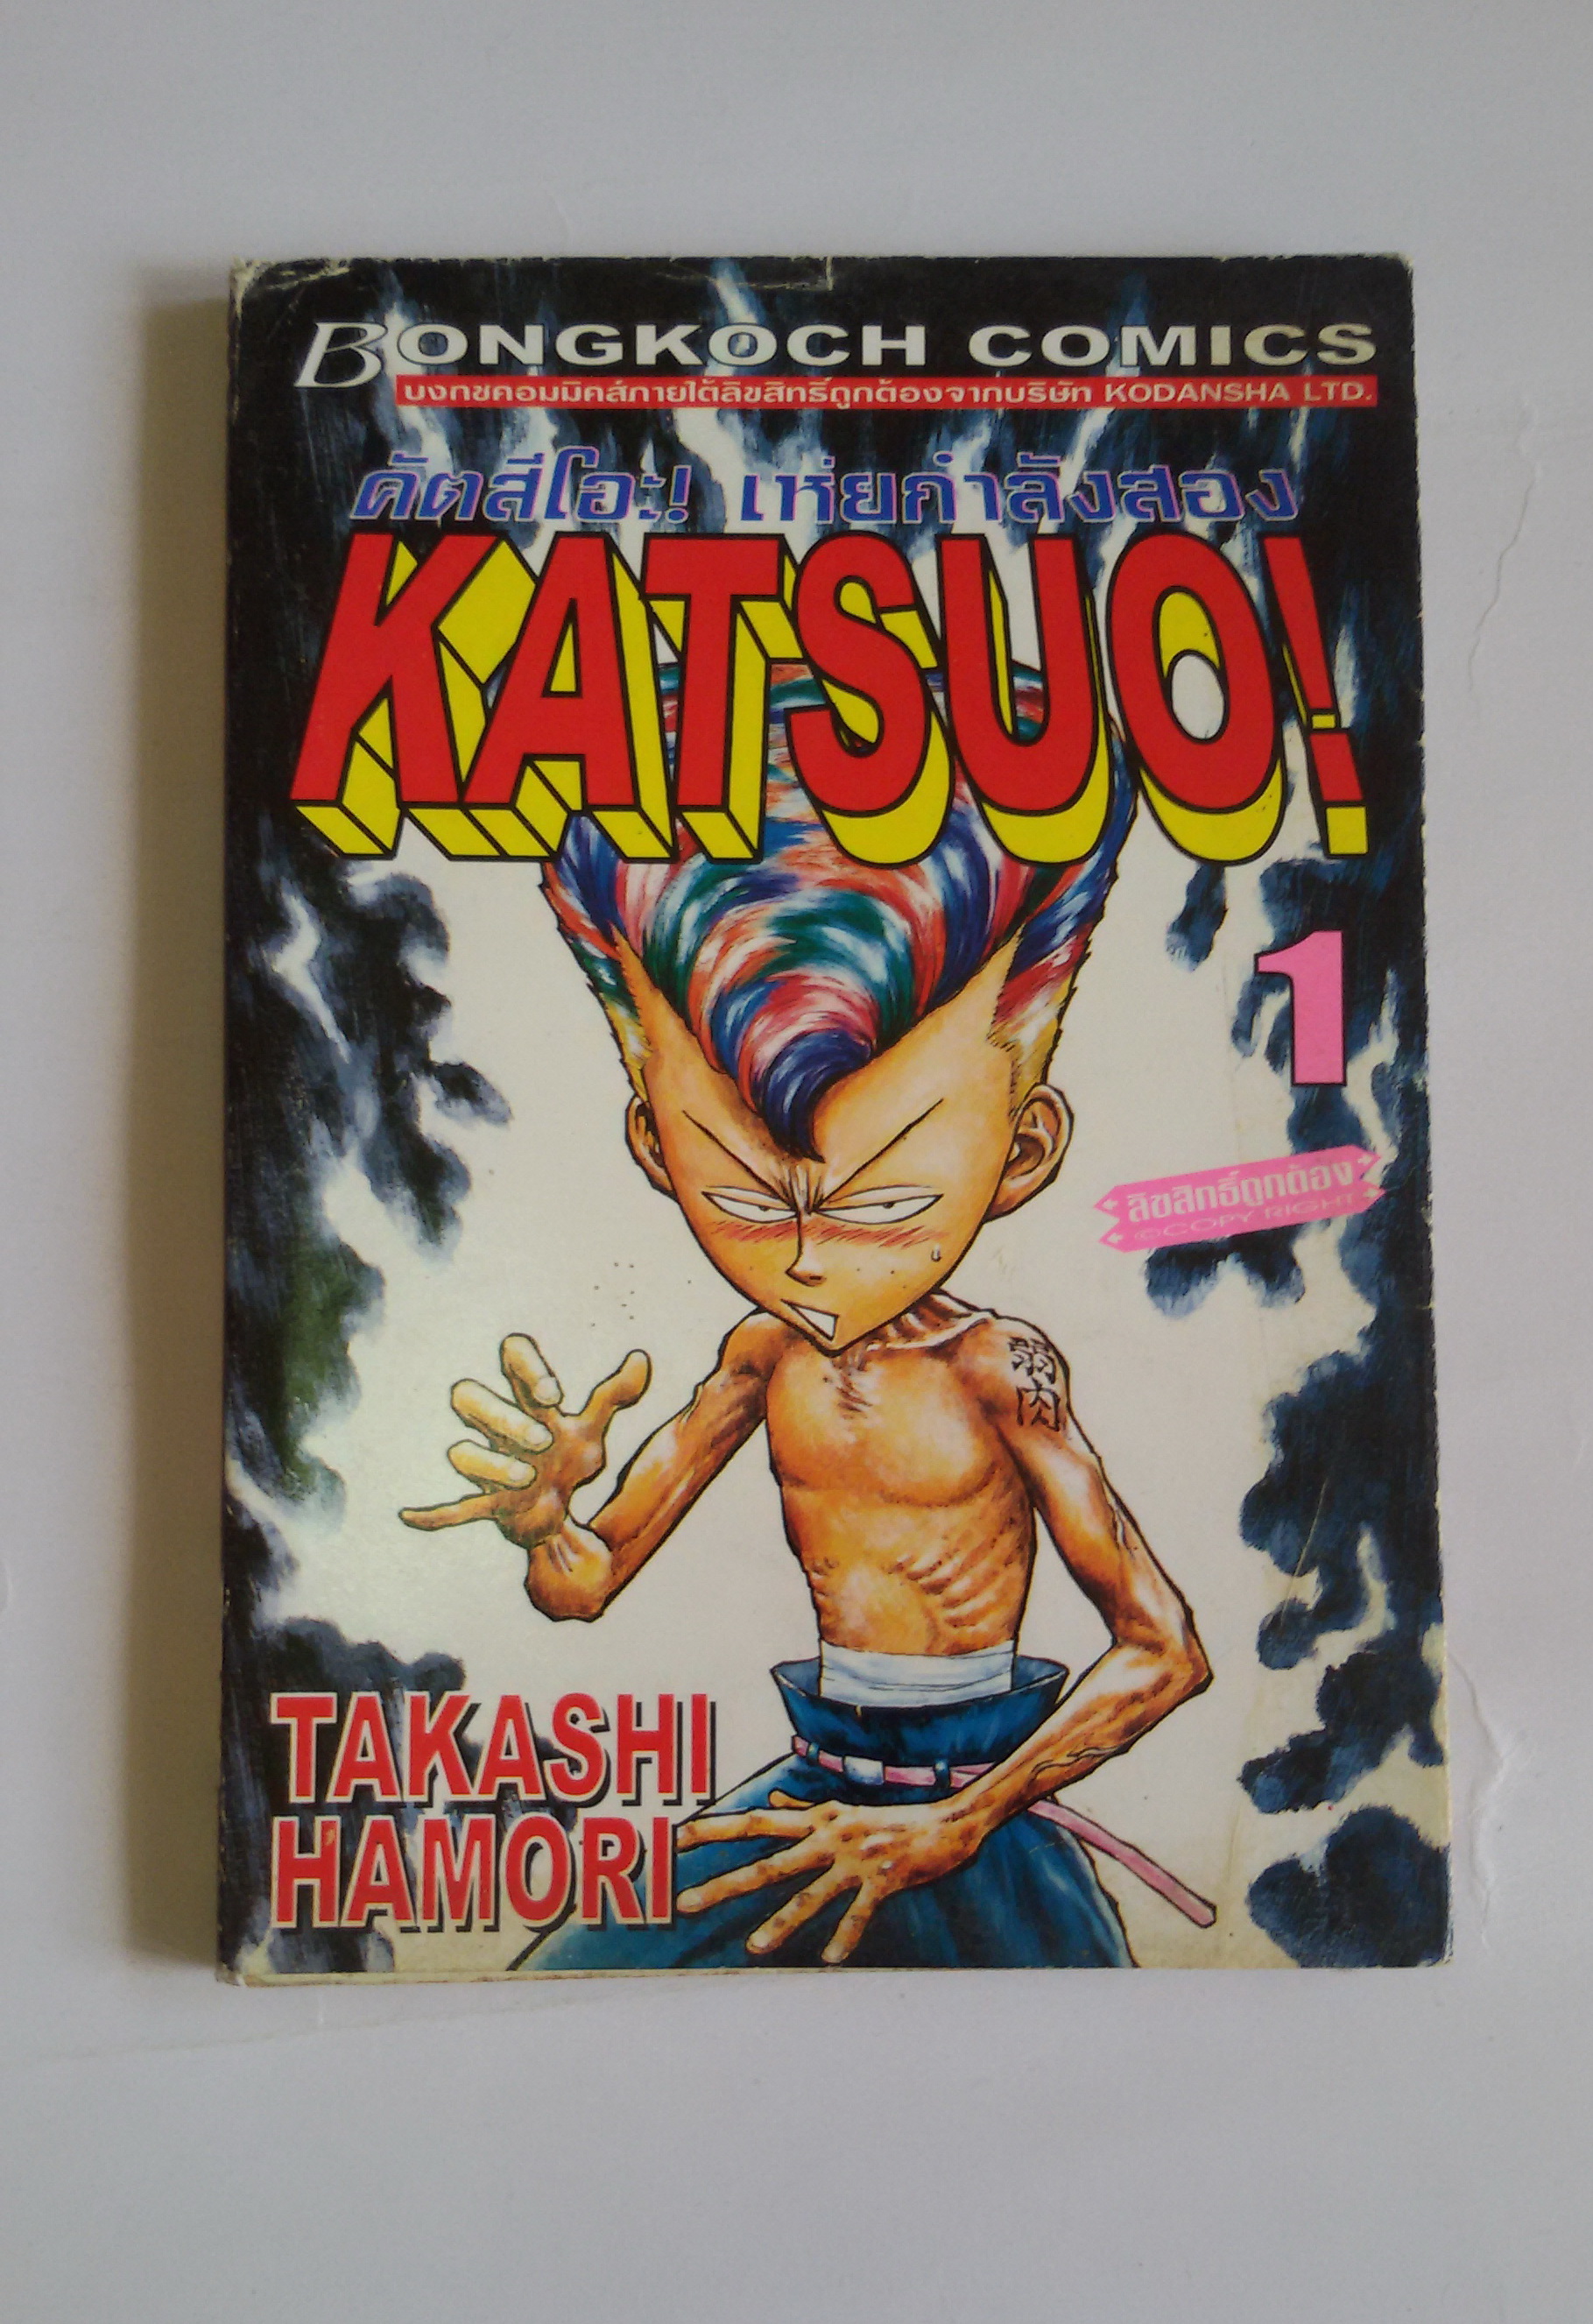 BONGKOCH COMICS
บงกชคอมมิคส์ภายใต้ลิขสิทธิ์ถูกต้องจากบริษัท KODANSHA LTD.
คัตสึโอะ! เห่ยกำลังสอง
KATSUO!
1
ลิขสิทธิ์ถูกต้อง
©COPY RIGHT
弱
肉
TAKASHI
HAMORI